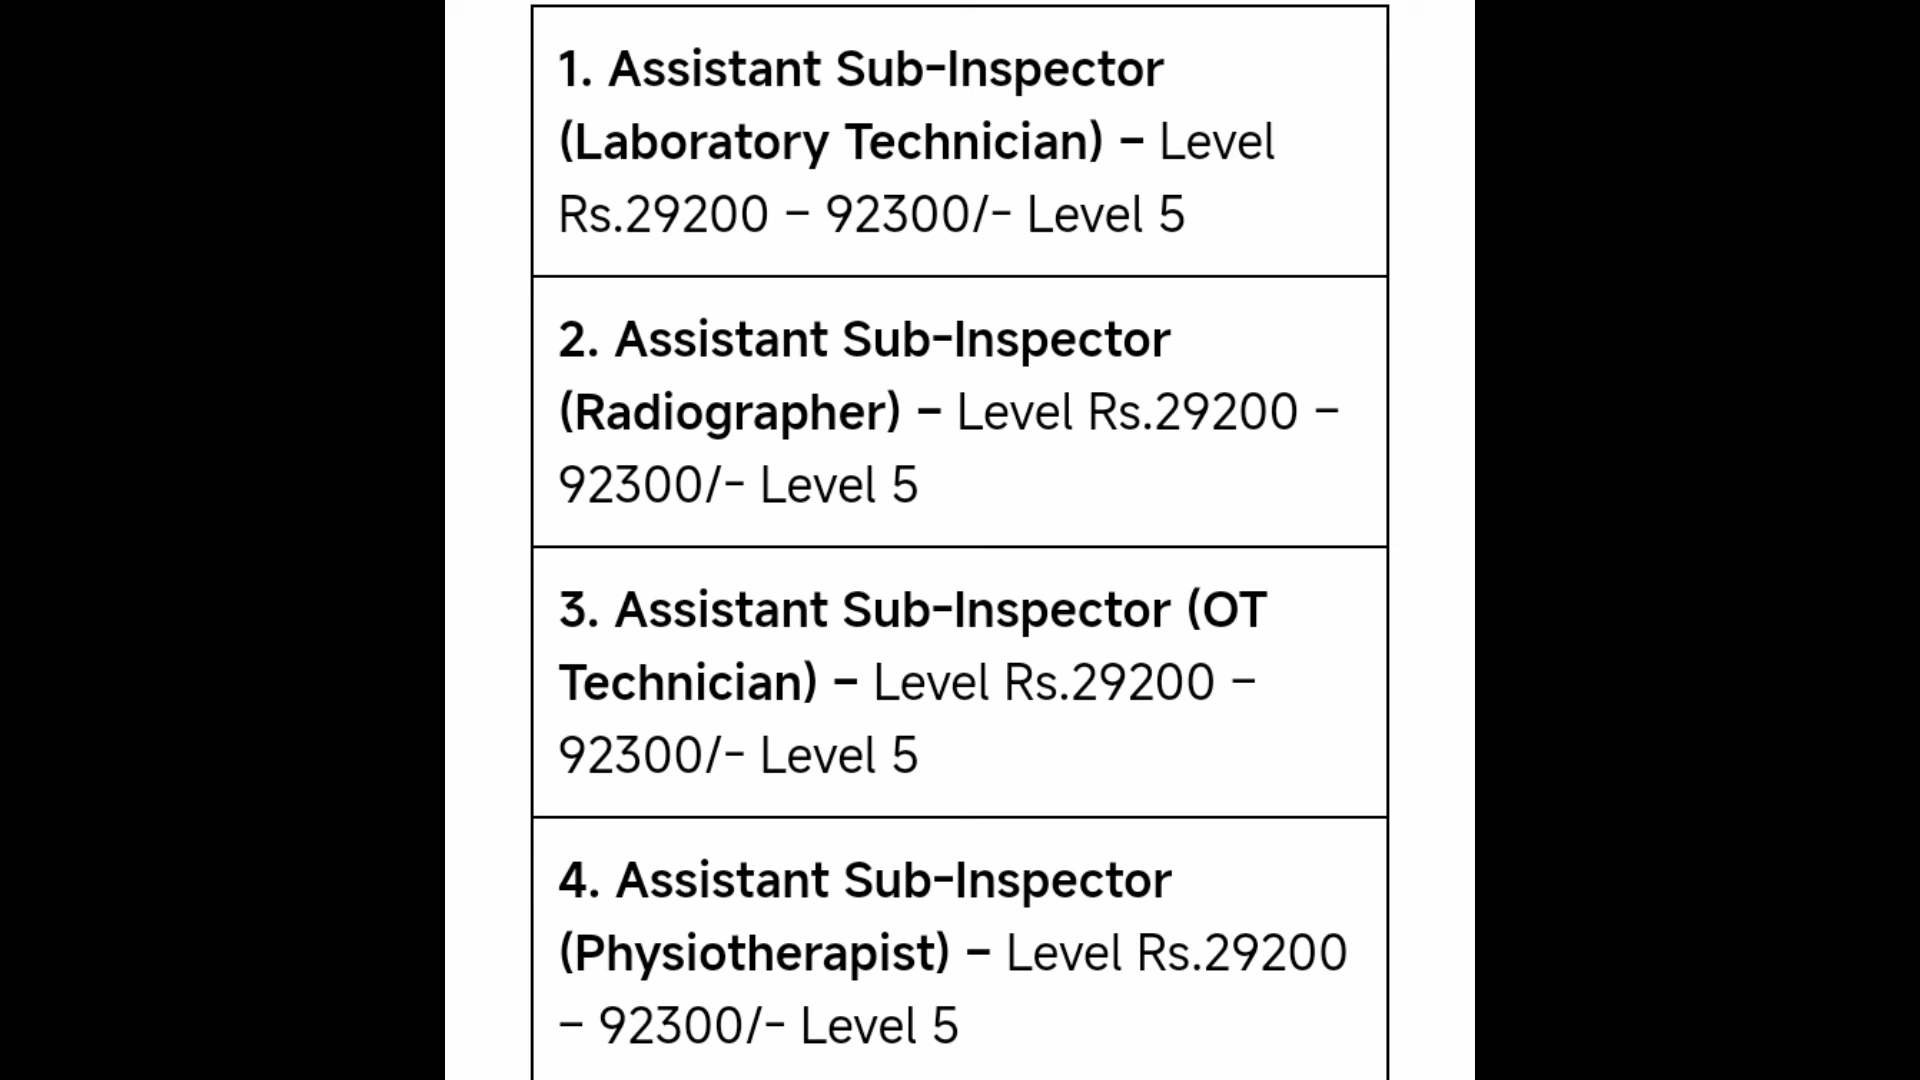 1. Assistant Sub-Inspector
(Laboratory Technician) – Level
Rs.29200 – 92300/- Level 5
2. Assistant Sub-Inspector
(Radiographer) – Level Rs.29200 –
92300/- Level 5
3. Assistant Sub-Inspector (OT
Technician) – Level Rs.29200 –
92300/- Level 5
4. Assistant Sub-Inspector
(Physiotherapist) – Level Rs.29200
– 92300/- Level 5